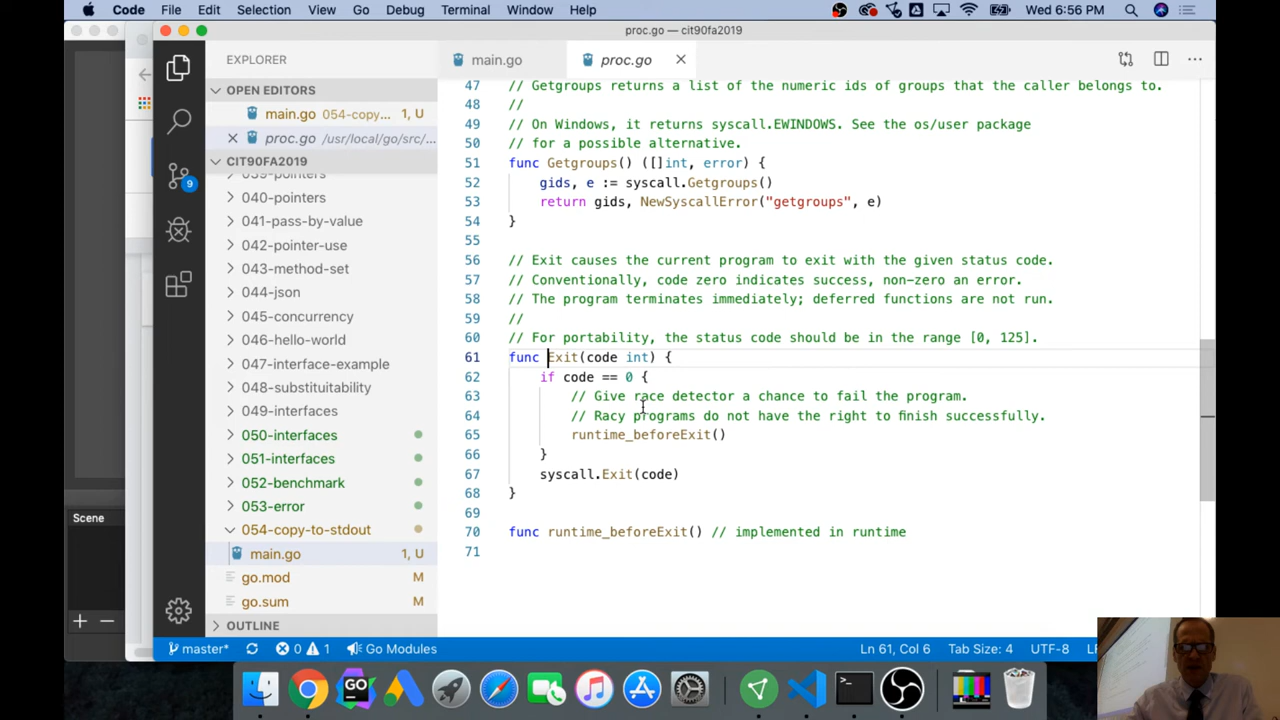 Code File Edit Selection View Go Debug Terminal Window Help Wed 6:56 PM
proc.go — cit90fa2019
EXPLORER
main.go
proc.go
OPEN EDITORS
main.go 054-copy... 1, U
proc.go /usr/local/go/src/...
CIT90FA2019
039-pointers
040-pointers
041-pass-by-value
042-pointer-use
043-method-set
044-json
045-concurrency
046-hello-world
047-interface-example
048-substitutability
049-interfaces
050-interfaces
051-interfaces
052-benchmark
053-error
054-copy-to-stdout
main.go 1, U
go.mod M
go.sum M
OUTLINE
9
47 // Getgroups returns a list of the numeric ids of groups that the caller belongs to.
48 //
49 // On Windows, it returns syscall.EWINDOWS. See the os/user package
50 // for a possible alternative.
51 func Getgroups() ([]int, error) {
52 gids, e := syscall.Getgroups()
53 return gids, NewSyscallError("getgroups", e)
54 }
55
56 // Exit causes the current program to exit with the given status code.
57 // Conventionally, code zero indicates success, non-zero an error.
58 // The program terminates immediately; deferred functions are not run.
59 //
60 // For portability, the status code should be in the range [0, 125].
61 func Exit(code int) {
62 if code == 0 {
63 // Give race detector a chance to fail the program.
64 // Racy programs do not have the right to finish successfully.
65 runtime_beforeExit()
66 }
67 syscall.Exit(code)
68 }
69
70 func runtime_beforeExit() // implemented in runtime
71
Scene
master* 0 1 Go Modules Ln 61, Col 6 Tab Size: 4 UTF-8
GO